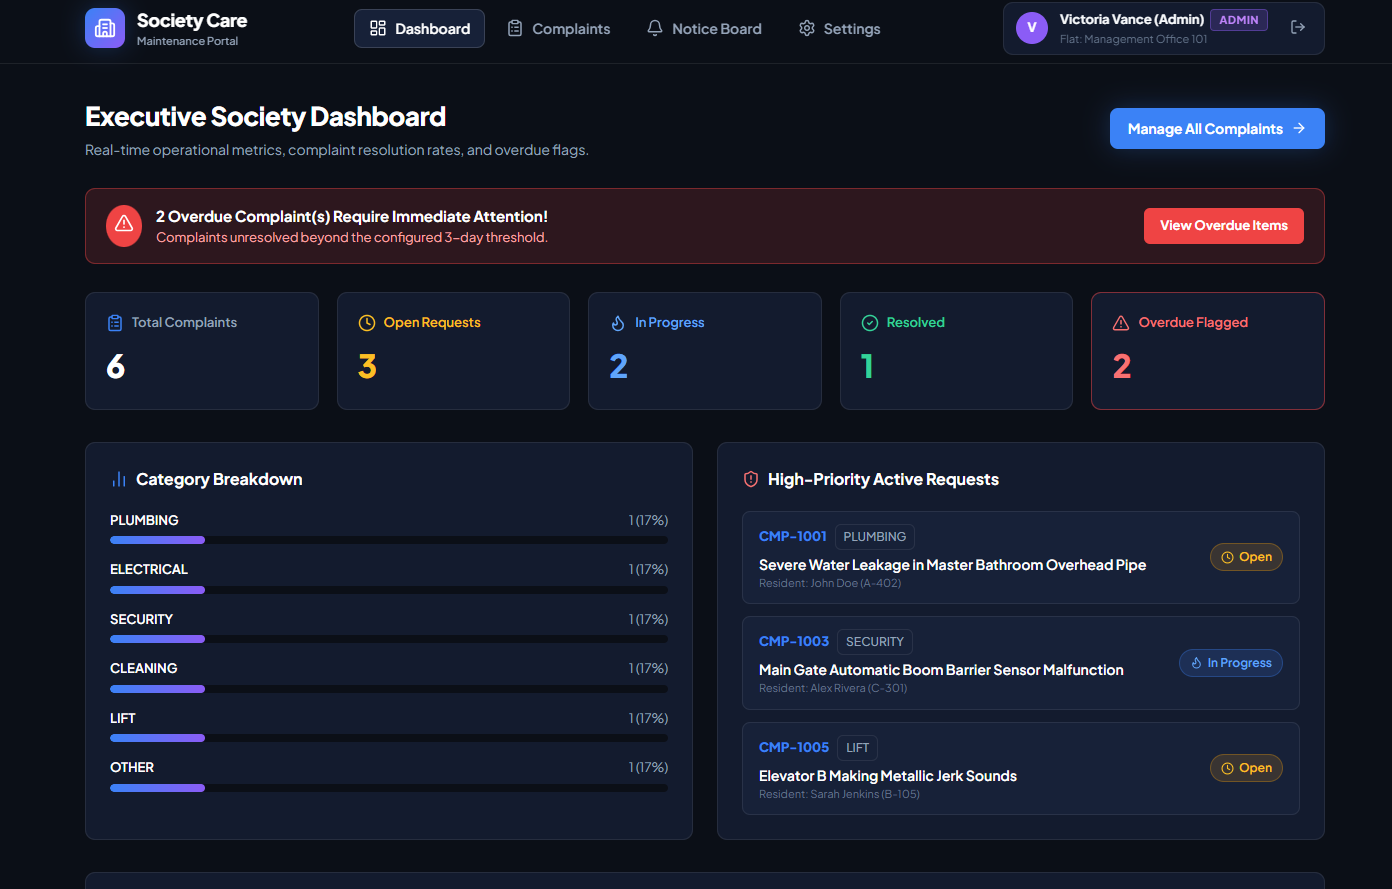 Society Care
Maintenance Portal
Dashboard
Complaints
Notice Board
Settings
V
Victoria Vance (Admin) ADMIN
Flat: Management Office 101
Executive Society Dashboard
Real-time operational metrics, complaint resolution rates, and overdue flags.
Manage All Complaints →
2 Overdue Complaint(s) Require Immediate Attention!
Complaints unresolved beyond the configured 3-day threshold.
View Overdue Items
Total Complaints
6
Open Requests
3
In Progress
2
Resolved
1
Overdue Flagged
2
Category Breakdown
PLUMBING 1 (17%)
ELECTRICAL 1 (17%)
SECURITY 1 (17%)
CLEANING 1 (17%)
LIFT 1 (17%)
OTHER 1 (17%)
High-Priority Active Requests
CMP-1001 PLUMBING
Severe Water Leakage in Master Bathroom Overhead Pipe
Resident: John Doe (A-402)
Open
CMP-1003 SECURITY
Main Gate Automatic Boom Barrier Sensor Malfunction
Resident: Alex Rivera (C-301)
In Progress
CMP-1005 LIFT
Elevator B Making Metallic Jerk Sounds
Resident: Sarah Jenkins (B-105)
Open